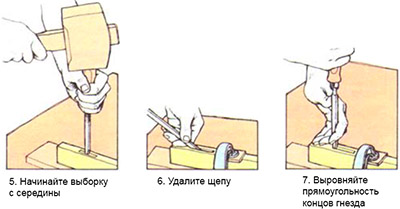 5. Начинайте выборку
с середины
6. Удалите щепу
7. Выровняйте
прямоугольность
концов гнезда